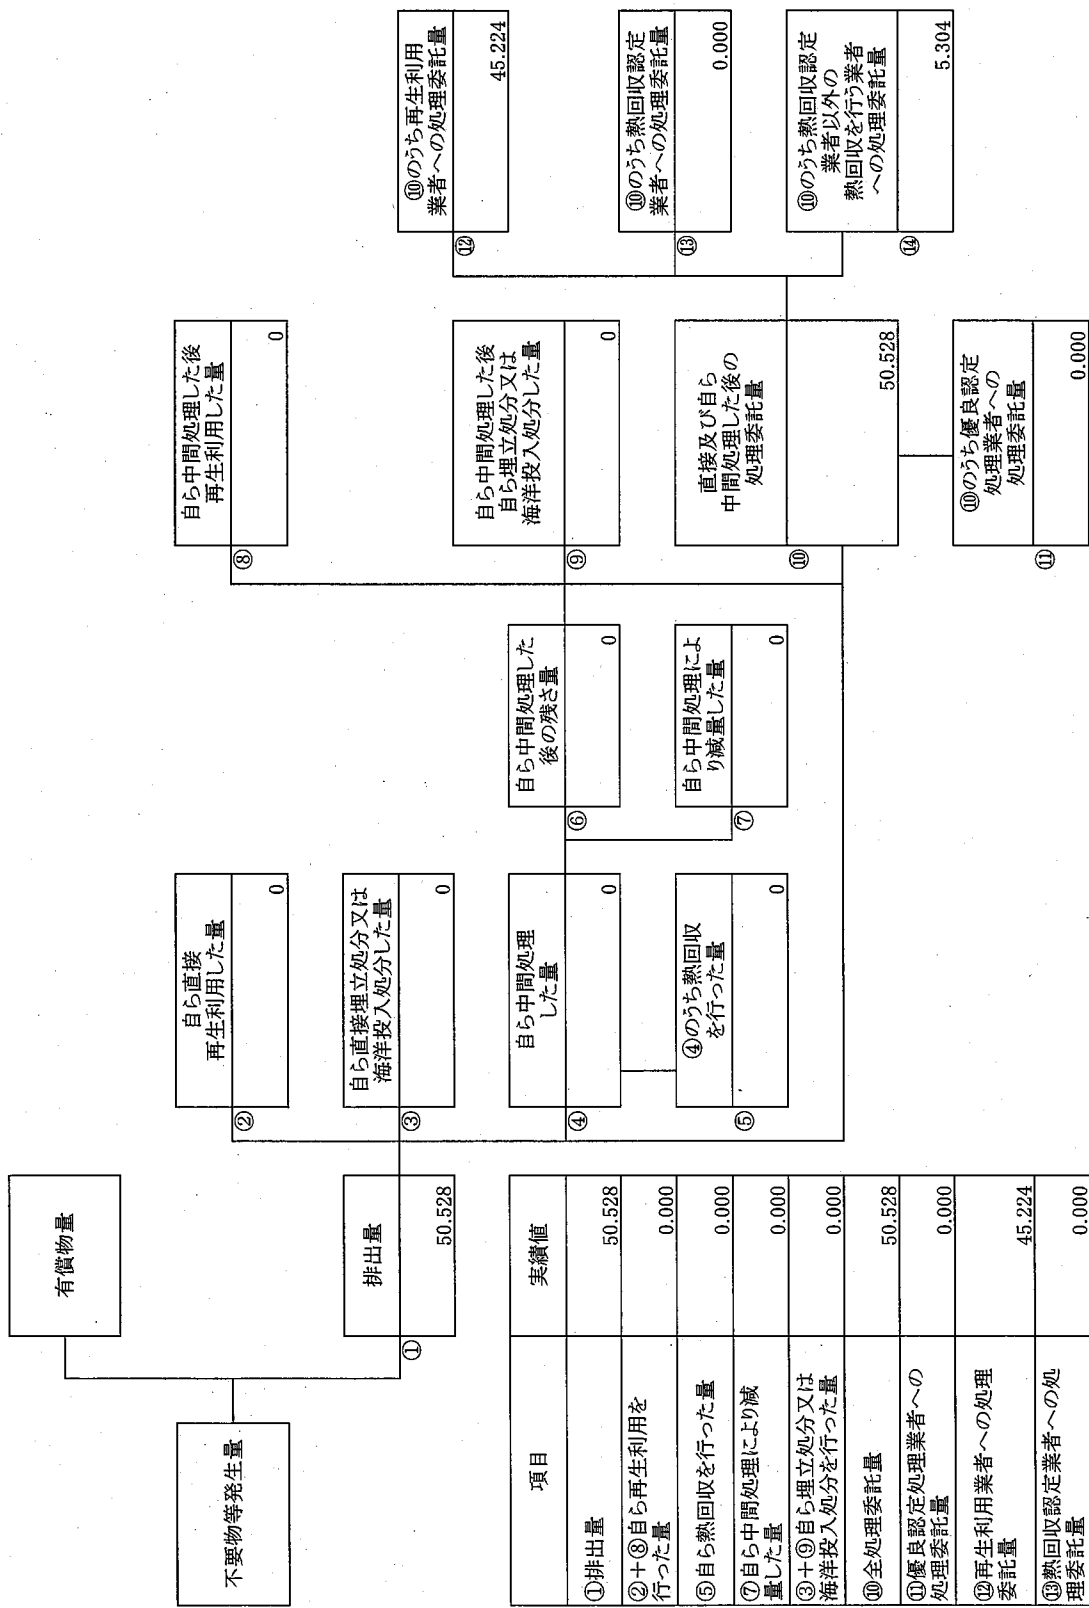 不要物等発生量
有償物量
排出量
①
50.528
自ら直接
再生利用した量
②
0
自ら直接埋立処分又は
海洋投入処分した量
③
0
自ら中間処理
した量
④
0
④のうち熱回収
を行った量
⑤
0
自ら中間処理した
後の残さ量
⑥
0
自ら中間処理によ
り減量した量
⑦
0
自ら中間処理した後
再生利用した量
⑧
0
自ら中間処理した後
自ら埋立処分又は
海洋投入処分した量
⑨
0
直接及び自ら
中間処理した後の
処理委託量
⑩
50.528
⑩のうち優良認定
処理業者への
処理委託量
⑪
0.000
⑩のうち再生利用
業者への処理委託量
⑫
45.224
⑩のうち熱回収認定
業者への処理委託量
⑬
0.000
⑩のうち熱回収認定
業者以外の
熱回収を行う業者
への処理委託量
⑭
5.304
項目 実績値
①排出量 50.528
②+⑧自ら再生利用を
行った量 0.000
⑤自ら熱回収を行った量 0.000
⑦自ら中間処理により減
量した量 0.000
③+⑨自ら埋立処分又は
海洋投入処分を行った量 0.000
⑩全処理委託量 50.528
⑪優良認定処理業者への
処理委託量 0.000
⑫再生利用業者への処理
委託量 45.224
⑬熱回収認定業者への処
理委託量 0.000